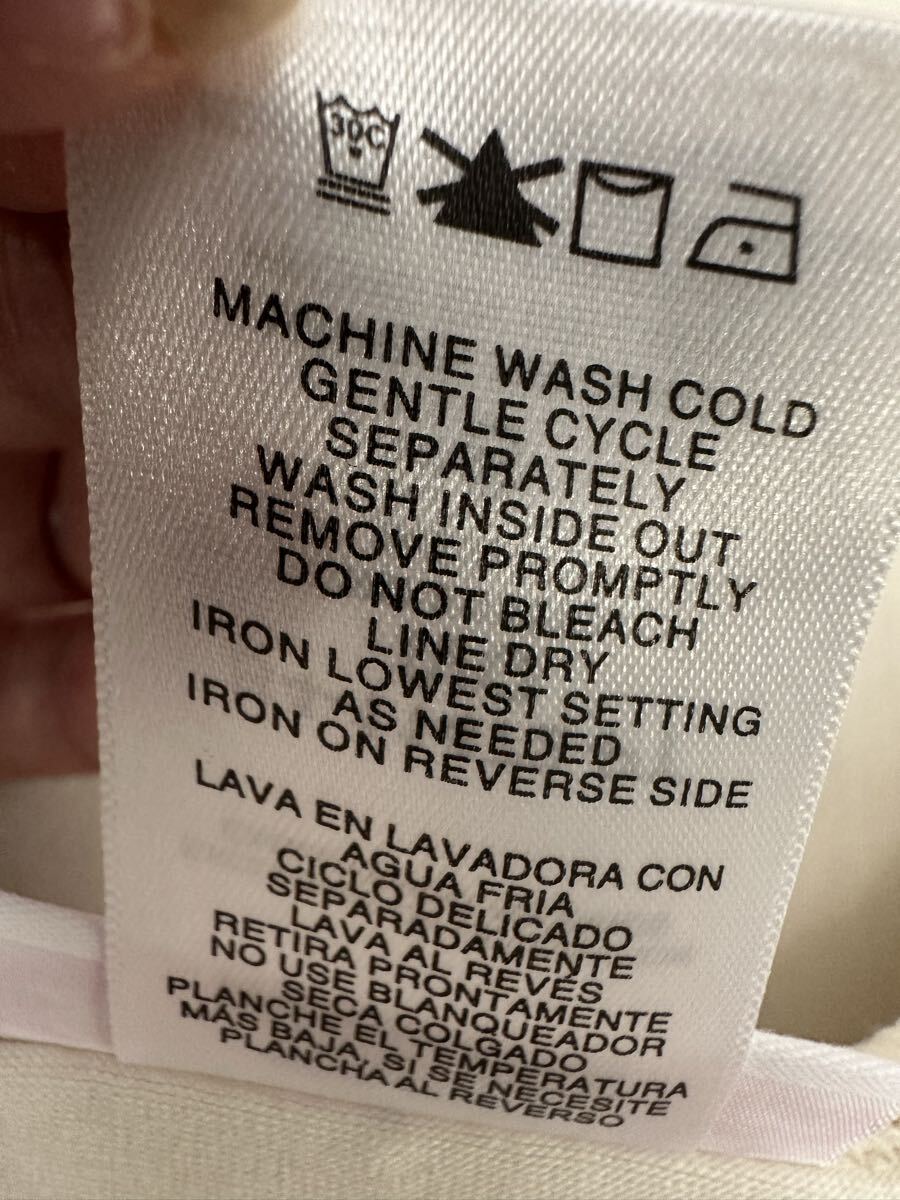 30C
MACHINE WASH COLD
GENTLE CYCLE
SEPARATELY
WASH INSIDE OUT
REMOVE PROMPTLY
DO NOT BLEACH
LINE DRY
IRON LOWEST SETTING
AS NEEDED
IRON ON REVERSE SIDE
LAVA EN LAVADORA CON
AGUA FRIA
CICLO DELICADO
SEPARADAMENTE
LAVA AL REVÉS
RETIRA PRONTAMENTE
NO USE BLANQUEADOR
SECA COLGADO
PLANCHE EL TEMPERATURA
MÁS BAJA, SI SE NECESITE
PLANCHA AL REVERSO